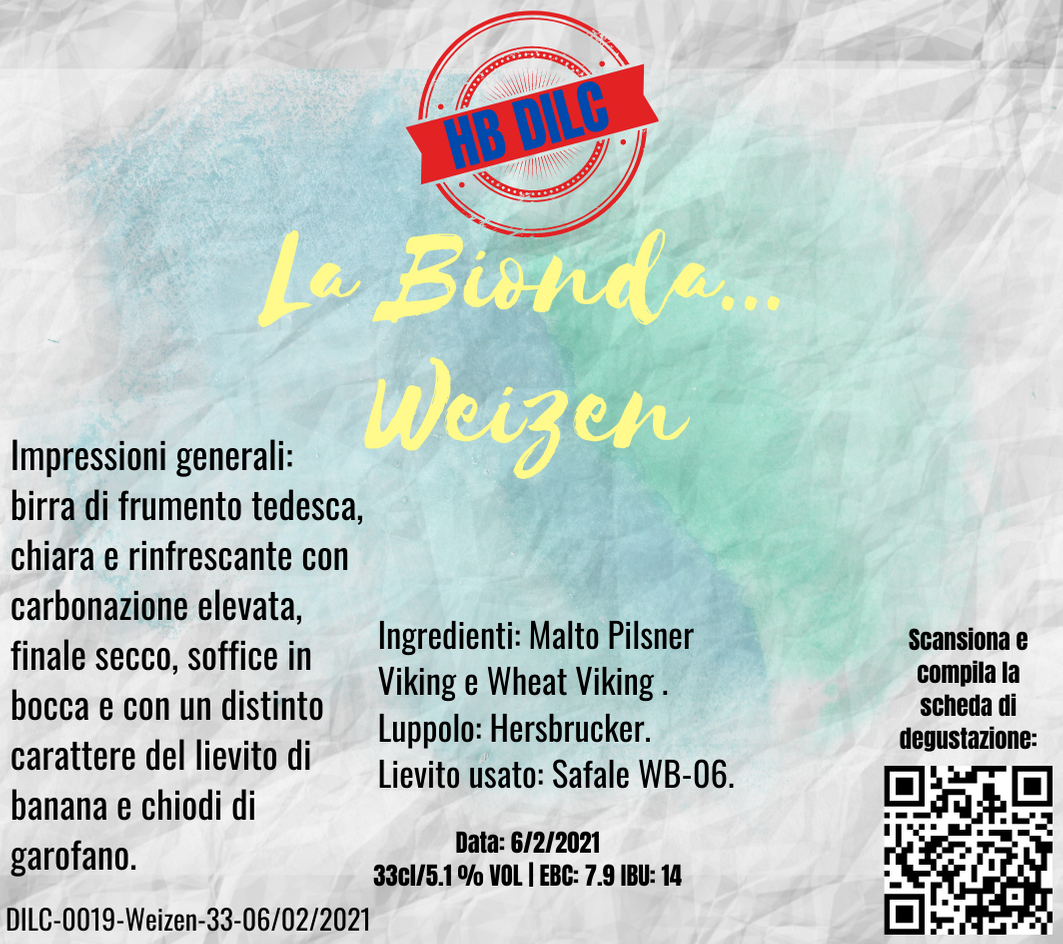 HB DILC
La Bionda...
Weizen
Impressioni generali:
birra di frumento tedesca,
chiara e rinfrescante con
carbonazione elevata,
finale secco, soffice in
bocca e con un distinto
carattere del lievito di
banana e chiodi di
garofano.
Ingredienti: Malto Pilsner
Viking e Wheat Viking .
Luppolo: Hersbrucker.
Lievito usato: Safale WB-06.
Data: 6/2/2021
33cl/5.1 % VOL | EBC: 7.9 IBU: 14
Scansiona e
compila la
scheda di
degustazione:
DILC-0019-Weizen-33-06/02/2021